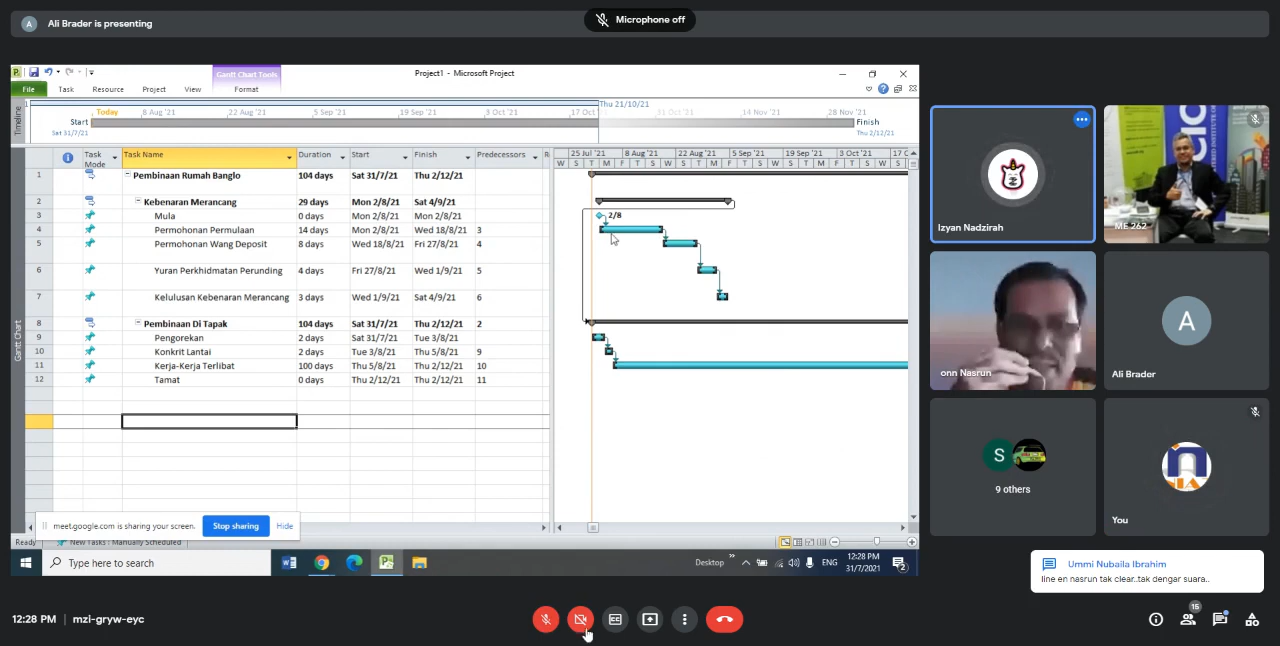 A Ali Brader is presenting
Microphone off
Gantt Chart Tools
Project1 - Microsoft Project
File Task Resource Project View Format
Timeline
Thu 21/10/21
Today 8 Aug '21 22 Aug '21 5 Sep '21 19 Sep '21 3 Oct '21 17 Oct 31 Oct '21 14 Nov '21 28 Nov '21
Start
Sat 31/7/21
Finish
Thu 2/12/21
Task Mode Task Name Duration Start Finish Predecessors
25 Jul '21 8 Aug '21 22 Aug '21 5 Sep '21 19 Sep '21 3 Oct '21 17 O
W S T M F T S W S T M F T S W S T M F T S W S
1 Pembinaan Rumah Banglo 104 days Sat 31/7/21 Thu 2/12/21
2 Kebenaran Merancang 29 days Mon 2/8/21 Sat 4/9/21
3 Mula 0 days Mon 2/8/21 Mon 2/8/21 2/8
4 Permohonan Permulaan 14 days Mon 2/8/21 Wed 18/8/21 3
5 Permohonan Wang Deposit 8 days Wed 18/8/21 Fri 27/8/21 4
6 Yuran Perkhidmatan Perunding 4 days Fri 27/8/21 Wed 1/9/21 5
7 Kelulusan Kebenaran Merancang 3 days Wed 1/9/21 Sat 4/9/21 6
8 Pembinaan Di Tapak 104 days Sat 31/7/21 Thu 2/12/21 2
9 Pengorekan 2 days Sat 31/7/21 Tue 3/8/21
10 Konkrit Lantai 2 days Tue 3/8/21 Thu 5/8/21 9
11 Kerja-Kerja Terlibat 100 days Thu 5/8/21 Thu 2/12/21 10
12 Tamat 0 days Thu 2/12/21 Thu 2/12/21 11
Gantt Chart
meet.google.com is sharing your screen. Stop sharing Hide
Ready New Tasks : Manually Scheduled
Type here to search
Desktop ENG 12:28 PM
31/7/2021
2
Izyan Nadzirah
ME 262
onn Nasrun
A
Ali Brader
S
9 others
You
Ummi Nubaila Ibrahim
line en nasrun tak clear..tak dengar suara..
12:28 PM | mzi-gryw-eyc
15